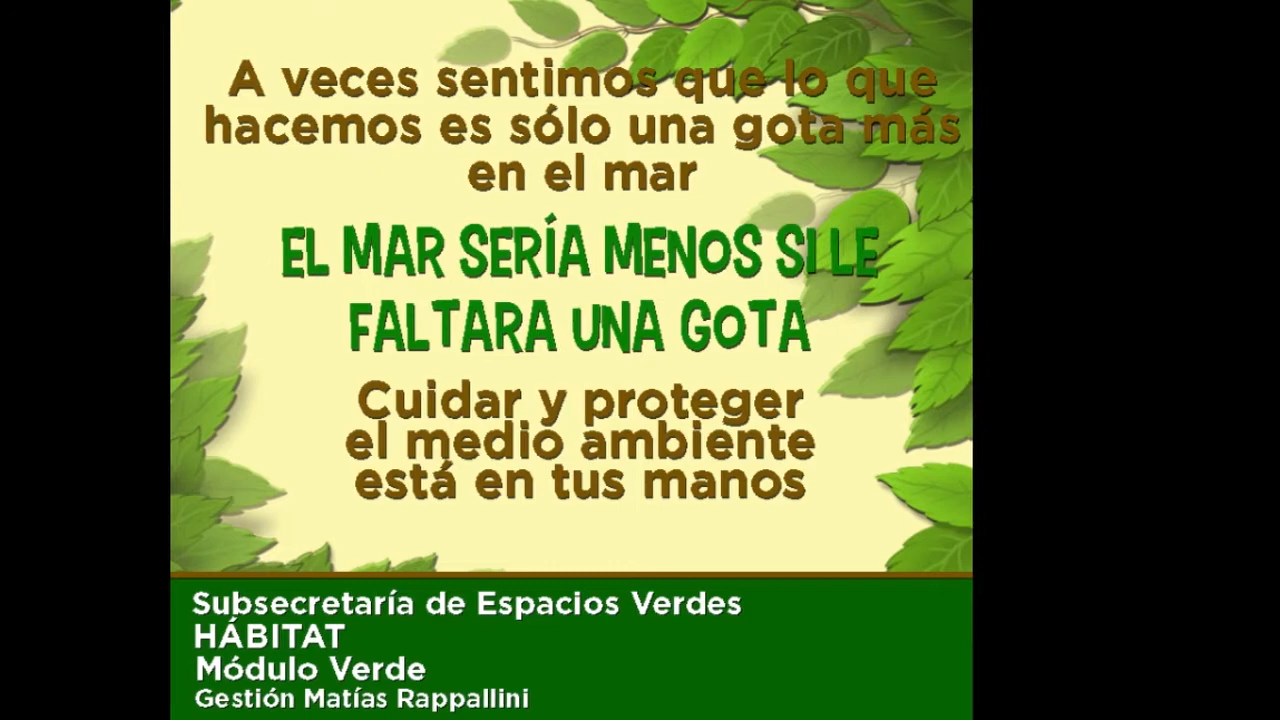 A veces sentimos que lo que
hacemos es sólo una gota más
en el mar
EL MAR SERÍA MENOS SI LE
FALTARA UNA GOTA
Cuidar y proteger
el medio ambiente
está en tus manos
Subsecretaría de Espacios Verdes
HÁBITAT
Módulo Verde
Gestión Matías Rappallini